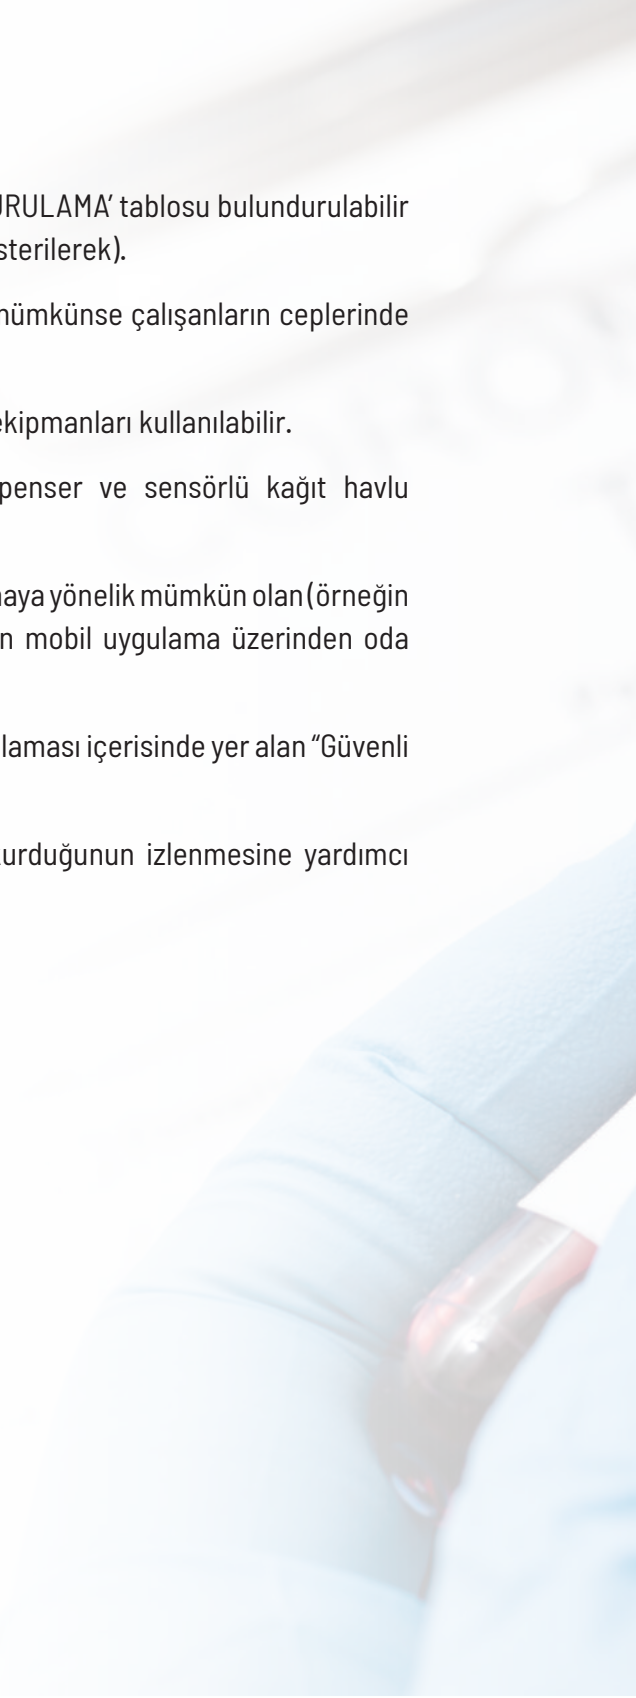 URULAMA’ tablosu bulundurulabilir
sterilerek).
mümkünse çalışanların ceplerinde
ekipmanları kullanılabilir.
penser ve sensörlü kağıt havlu
maya yönelik mümkün olan (örneğin
n mobil uygulama üzerinden oda
laması içerisinde yer alan “Güvenli
urduğunun izlenmesine yardımcı